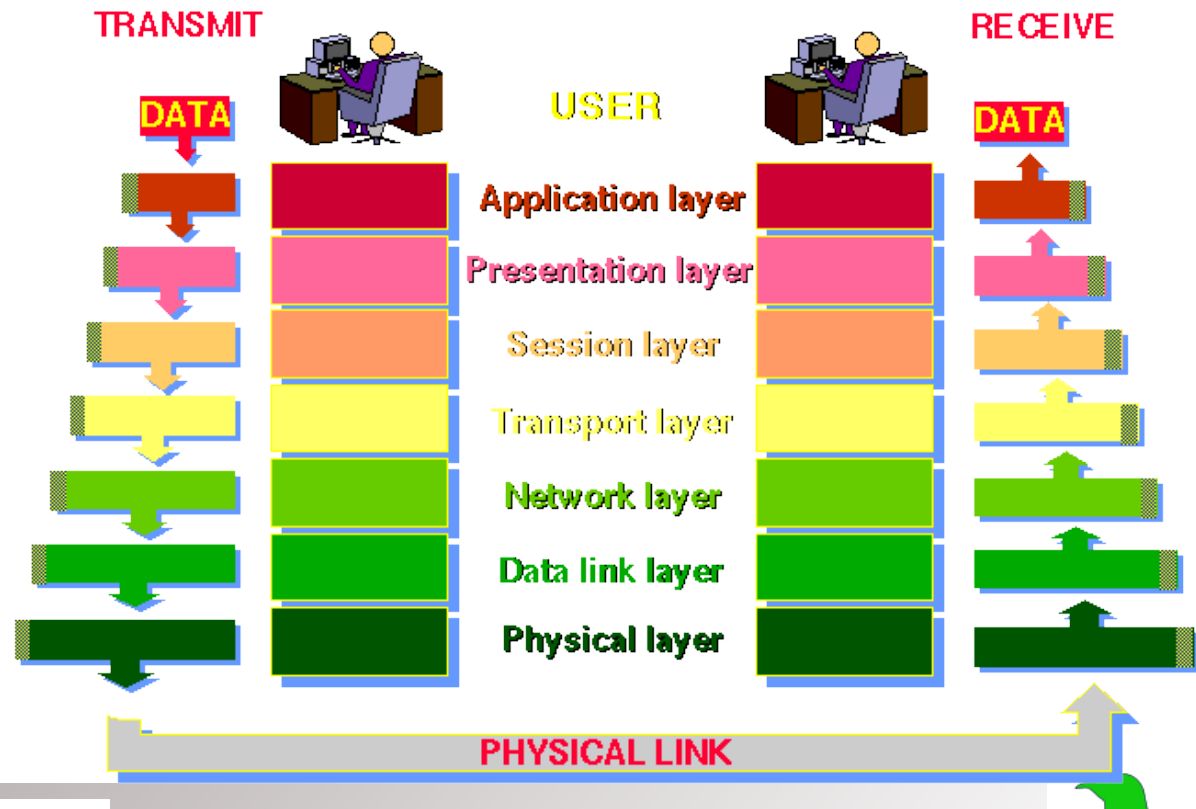 TRANSMIT
RECEIVE
DATA
USER
DATA
Application layer
Presentation layer
Session layer
Transport layer
Network layer
Data link layer
Physical layer
PHYSICAL LINK